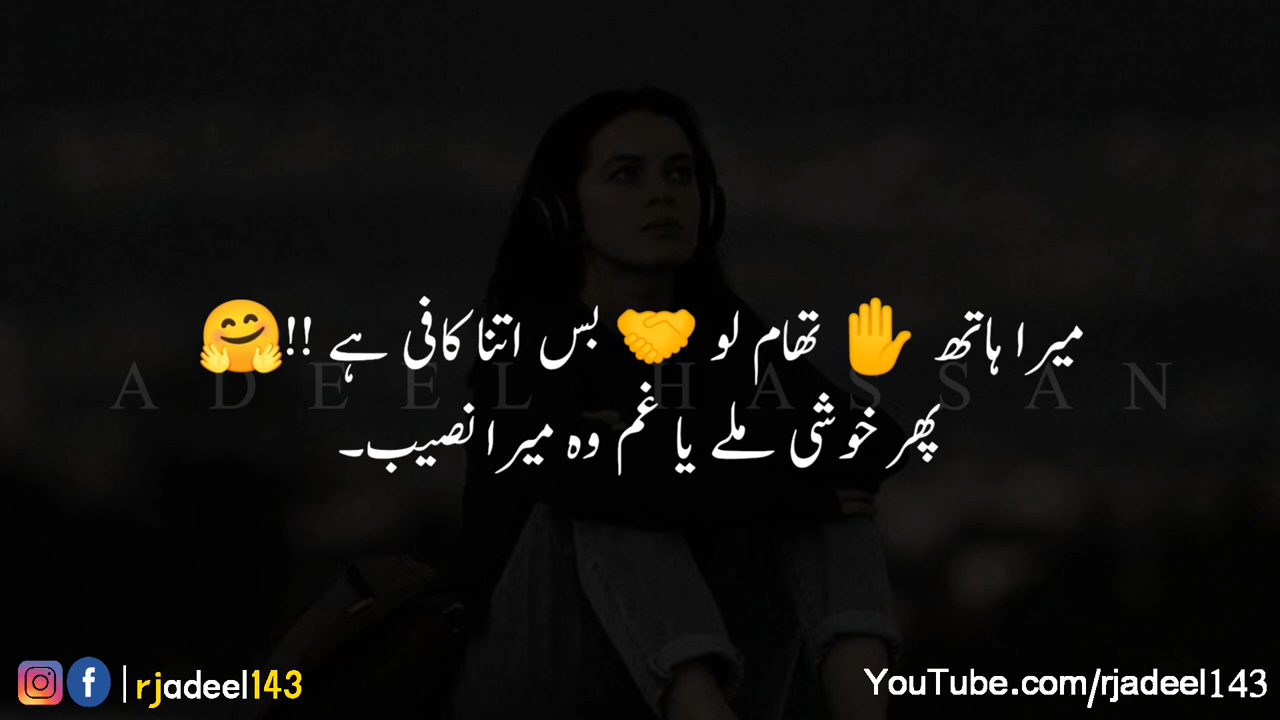 میرا ہاتھ ✋ تھام لو 🤝 بس اتنا کافی ہے !!🤗
ADEEL HASSAN
پھر خوشی ملے یا غم وہ میرا نصیب۔
|rjadeel143
YouTube.com/rjadeel143